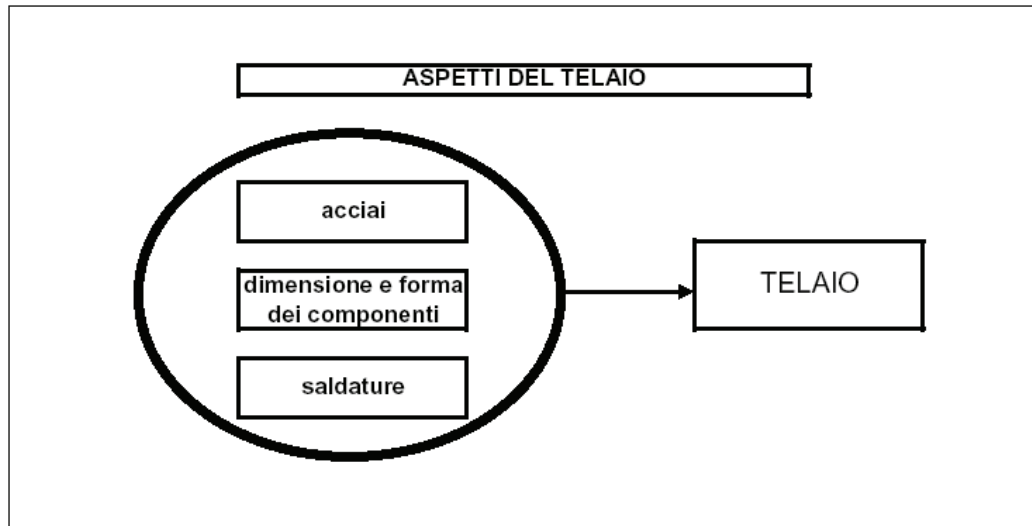 ASPETTI DEL TELAIO
acciai
dimensione e forma
dei componenti
saldature
TELAIO